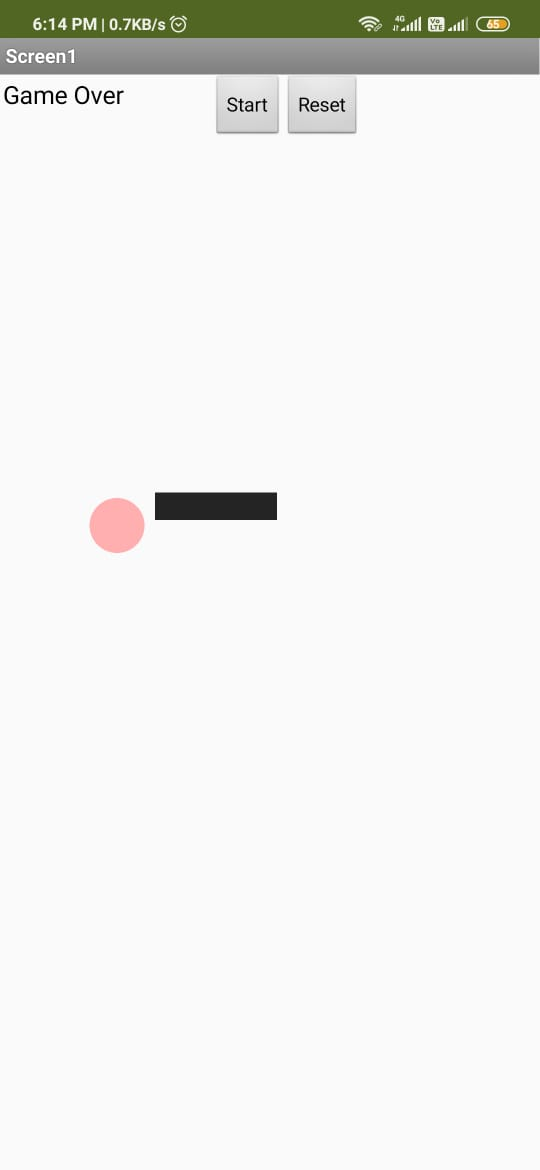 6:14 PM | 0.7KB/s 4G Vo LTE 65
Screen1
Game Over Start Reset